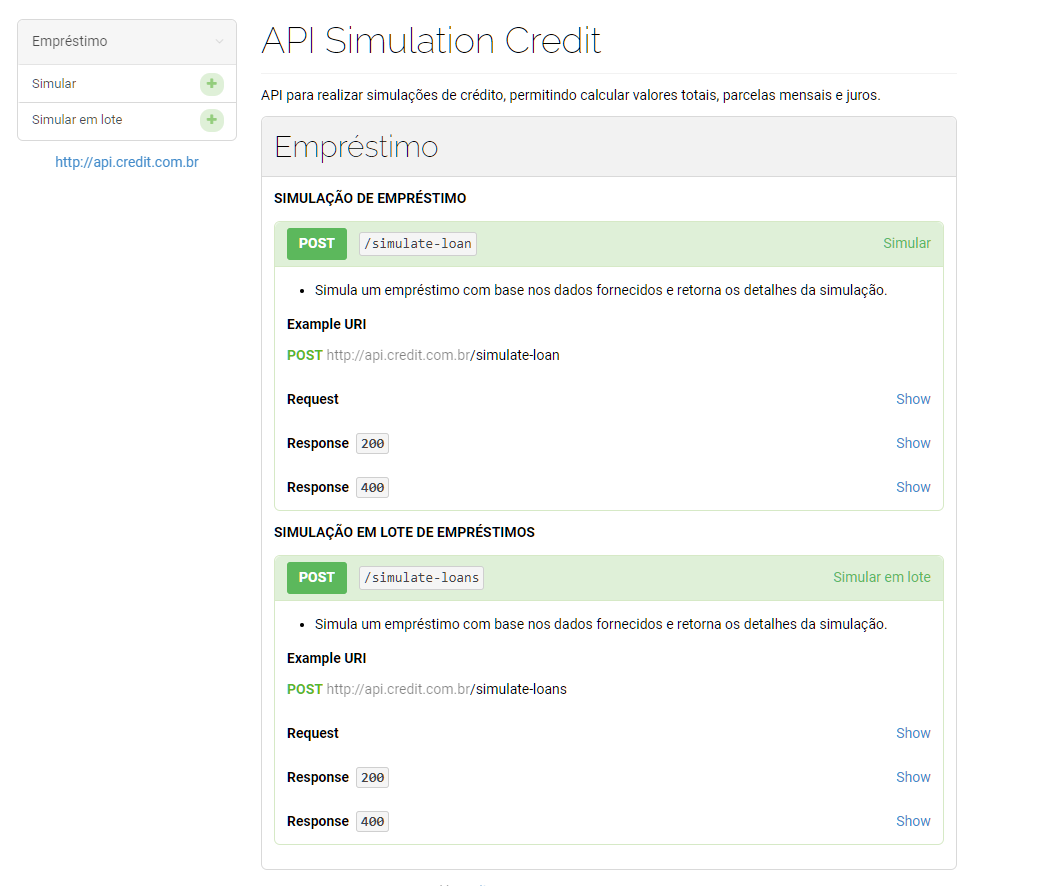 Empréstimo
Simular
Simular em lote
http://api.credit.com.br
API Simulation Credit
API para realizar simulações de crédito, permitindo calcular valores totais, parcelas mensais e juros.
Empréstimo
SIMULAÇÃO DE EMPRÉSTIMO
POST /simulate-loan Simular
Simula um empréstimo com base nos dados fornecidos e retorna os detalhes da simulação.
Example URI
POST http://api.credit.com.br/simulate-loan
Request Show
Response 200 Show
Response 400 Show
SIMULAÇÃO EM LOTE DE EMPRÉSTIMOS
POST /simulate-loans Simular em lote
Simula um empréstimo com base nos dados fornecidos e retorna os detalhes da simulação.
Example URI
POST http://api.credit.com.br/simulate-loans
Request Show
Response 200 Show
Response 400 Show